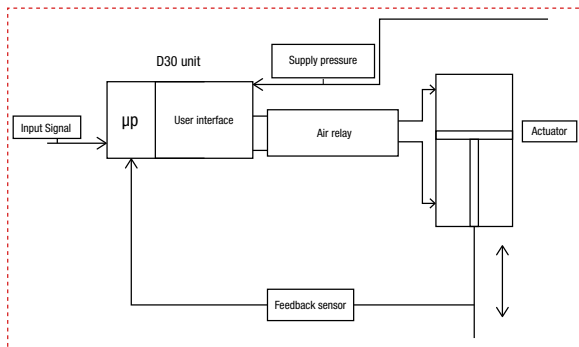 D30 unit
Supply pressure
Input Signal
µp
User interface
Air relay
Actuator
Feedback sensor